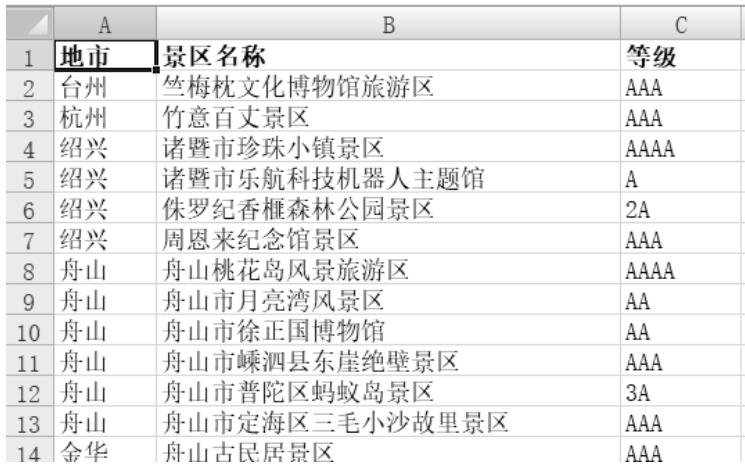 A B C
1 地市 景区名称 等级
2 台州 竺梅枕文化博物馆旅游区 AAA
3 杭州 竹意百丈景区 AAA
4 绍兴 诸暨市珍珠小镇景区 AAAA
5 绍兴 诸暨市乐航科技机器人主题馆 A
6 绍兴 侏罗纪香榧森林公园景区 2A
7 绍兴 周恩来纪念馆景区 AAA
8 舟山 舟山桃花岛风景旅游区 AAAA
9 舟山 舟山市月亮湾风景区 AA
10 舟山 舟山市徐正国博物馆 AA
11 舟山 舟山市嵊泗县东崖绝壁景区 AAA
12 舟山 舟山市普陀区蚂蚁岛景区 3A
13 舟山 舟山市定海区三毛小沙故里景区 AAA
14 金华 舟山古民居景区 AAA